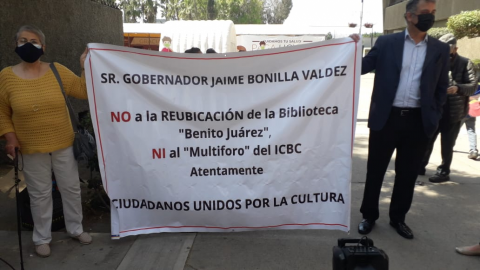 SR. GOBERNADOR JAIME BONILLA VALDEZ
NO a la REUBICACIÓN de la Biblioteca
"Benito Juárez",
NI al "Multiforo" del ICBC
Atentamente
CIUDADANOS UNIDOS POR LA CULTURA